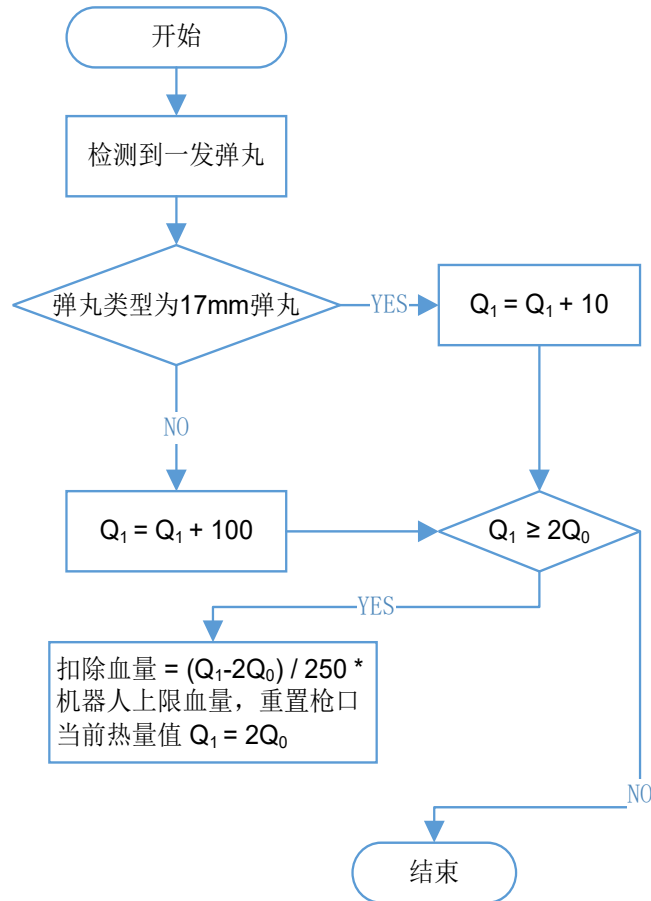 开始
检测到一发弹丸
弹丸类型为17mm弹丸
YES
Q₁ = Q₁ + 10
NO
Q₁ = Q₁ + 100
Q₁ ≥ 2Q₀
YES
扣除血量 = (Q₁-2Q₀) / 250 *
机器人上限血量，重置枪口
当前热量值 Q₁ = 2Q₀
NO
结束